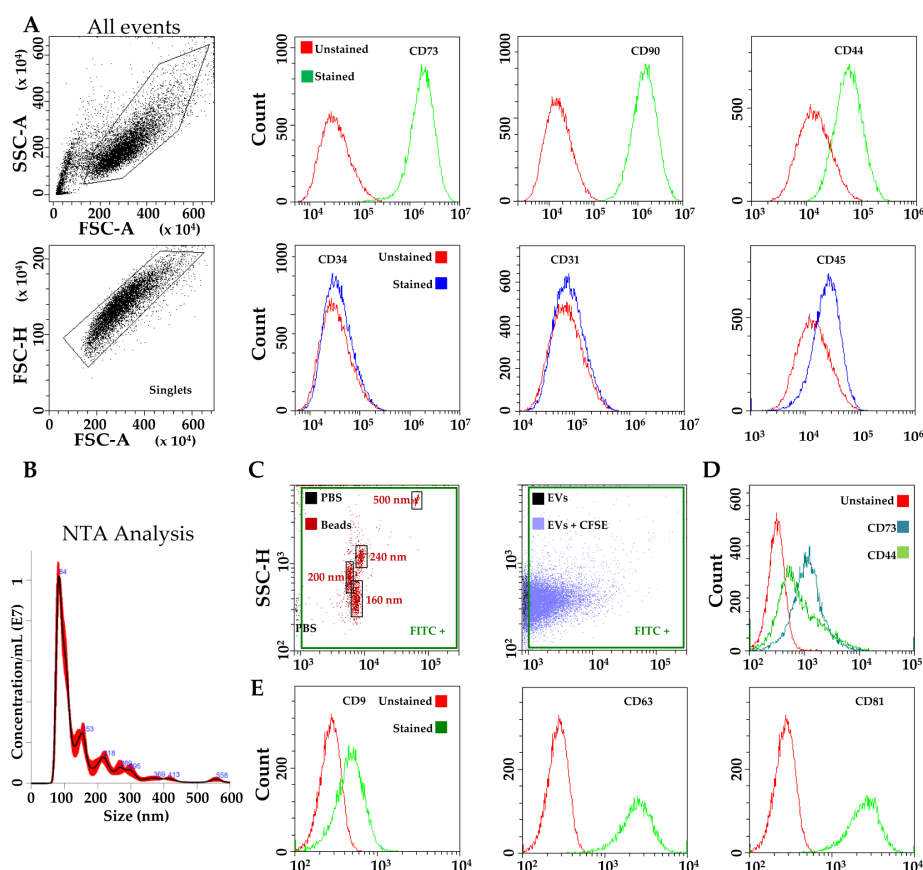 A
All events
SSC-A (x 10⁴)
600
400
200
0
0 200 400 600
FSC-A (x 10⁴)
Count
1000
500
0
Unstained
Stained
CD73
10⁴ 10⁵ 10⁶ 10⁷
1000
500
0
CD90
10⁴ 10⁵ 10⁶ 10⁷
1000
500
0
CD44
10³ 10⁴ 10⁵ 10⁶
FSC-H (x 10⁴)
200
100
0
Singlets
0 200 400 600
FSC-A (x 10⁴)
Count
1000
500
0
CD34
Unstained
Stained
10⁴ 10⁵ 10⁶ 10⁷
600
400
200
0
CD31
10⁴ 10⁵ 10⁶ 10⁷
500
0
CD45
10³ 10⁴ 10⁵ 10⁶
B
NTA Analysis
Concentration/mL (E7)
1
0
153
369
413
558
0 100 200 300 400 500 600
Size (nm)
C
SSC-H
10³
10²
PBS
Beads
500 nm
240 nm
200 nm
160 nm
PBS
FITC +
10³ 10⁴ 10⁵
10³
10²
EVs
EVs + CFSE
FITC +
10³ 10⁴ 10⁵
D
Count
600
400
200
0
Unstained
CD73
CD44
10² 10³ 10⁴ 10⁵
E
Count
200
0
CD9
Unstained
Stained
10² 10³ 10⁴
200
0
CD63
10² 10³ 10⁴
200
0
CD81
10² 10³ 10⁴